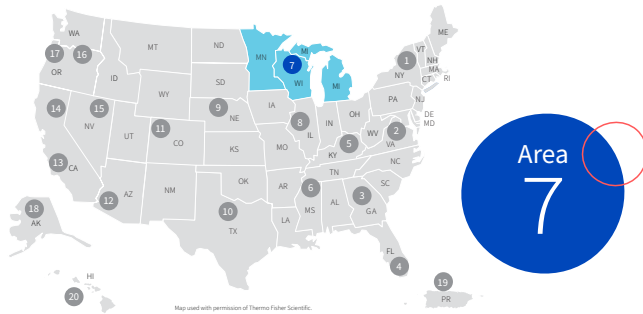 WA
MT
ND
MN
MI
ME
VT
NH
MA
CT
RI
17
16
7
1
OR
ID
SD
WI
MI
NY
WY
PA
NJ
14
15
9
IA
NE
8
OH
DE
MD
NV
UT
11
CO
IL
IN
WV
2
VA
KS
MO
5
KY
13
CA
NC
TN
12
AZ
NM
OK
AR
6
SC
3
18
AK
10
TX
MS
AL
GA
LA
FL
4
HI
20
19
PR
Map used with permission of Thermo Fisher Scientific.
Area
7